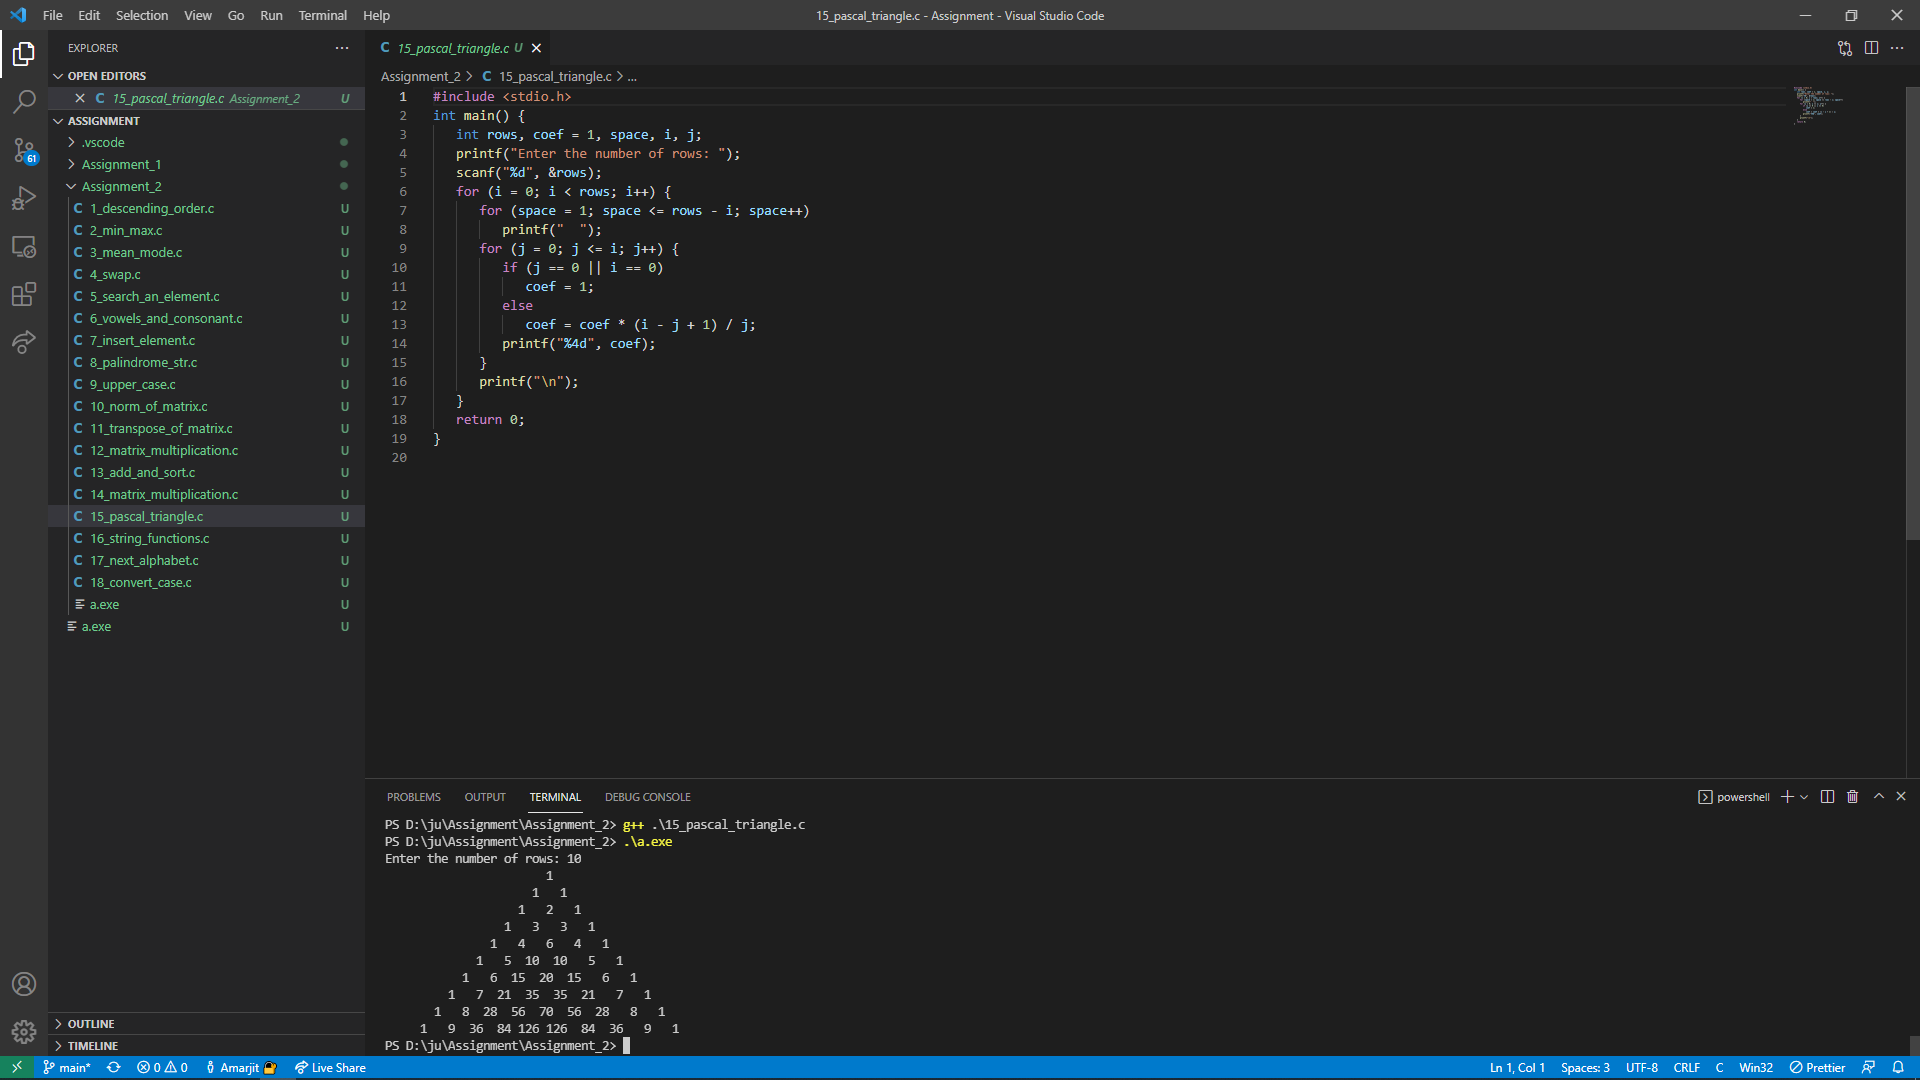 File Edit Selection View Go Run Terminal Help
15_pascal_triangle.c - Assignment - Visual Studio Code
EXPLORER
OPEN EDITORS
15_pascal_triangle.c Assignment_2 U
ASSIGNMENT
.vscode
Assignment_1
Assignment_2
C 1_descending_order.c U
C 2_min_max.c U
C 3_mean_mode.c U
C 4_swap.c U
C 5_search_an_element.c U
C 6_vowels_and_consonant.c U
C 7_insert_element.c U
C 8_palindrome_str.c U
C 9_upper_case.c U
C 10_norm_of_matrix.c U
C 11_transpose_of_matrix.c U
C 12_matrix_multiplication.c U
C 13_add_and_sort.c U
C 14_matrix_multiplication.c U
C 15_pascal_triangle.c U
C 16_string_functions.c U
C 17_next_alphabet.c U
C 18_convert_case.c U
a.exe U
a.exe U
OUTLINE
TIMELINE
61
C 15_pascal_triangle.c U
Assignment_2 > C 15_pascal_triangle.c > ...
1 #include <stdio.h>
2 int main() {
3 int rows, coef = 1, space, i, j;
4 printf("Enter the number of rows: ");
5 scanf("%d", &rows);
6 for (i = 0; i < rows; i++) {
7 for (space = 1; space <= rows - i; space++)
8 printf("  ");
9 for (j = 0; j <= i; j++) {
10 if (j == 0 || i == 0)
11 coef = 1;
12 else
13 coef = coef * (i - j + 1) / j;
14 printf("%4d", coef);
15 }
16 printf("\n");
17 }
18 return 0;
19 }
20
PROBLEMS OUTPUT TERMINAL DEBUG CONSOLE
powershell
PS D:\ju\Assignment\Assignment_2> g++ .\15_pascal_triangle.c
PS D:\ju\Assignment\Assignment_2> .\a.exe
Enter the number of rows: 10
1
1 1
1 2 1
1 3 3 1
1 4 6 4 1
1 5 10 10 5 1
1 6 15 20 15 6 1
1 7 21 35 35 21 7 1
1 8 28 56 70 56 28 8 1
1 9 36 84 126 126 84 36 9 1
PS D:\ju\Assignment\Assignment_2>
main* 0 0 Amarjit Live Share
Ln 1, Col 1 Spaces: 3 UTF-8 CRLF C Win32 Prettier